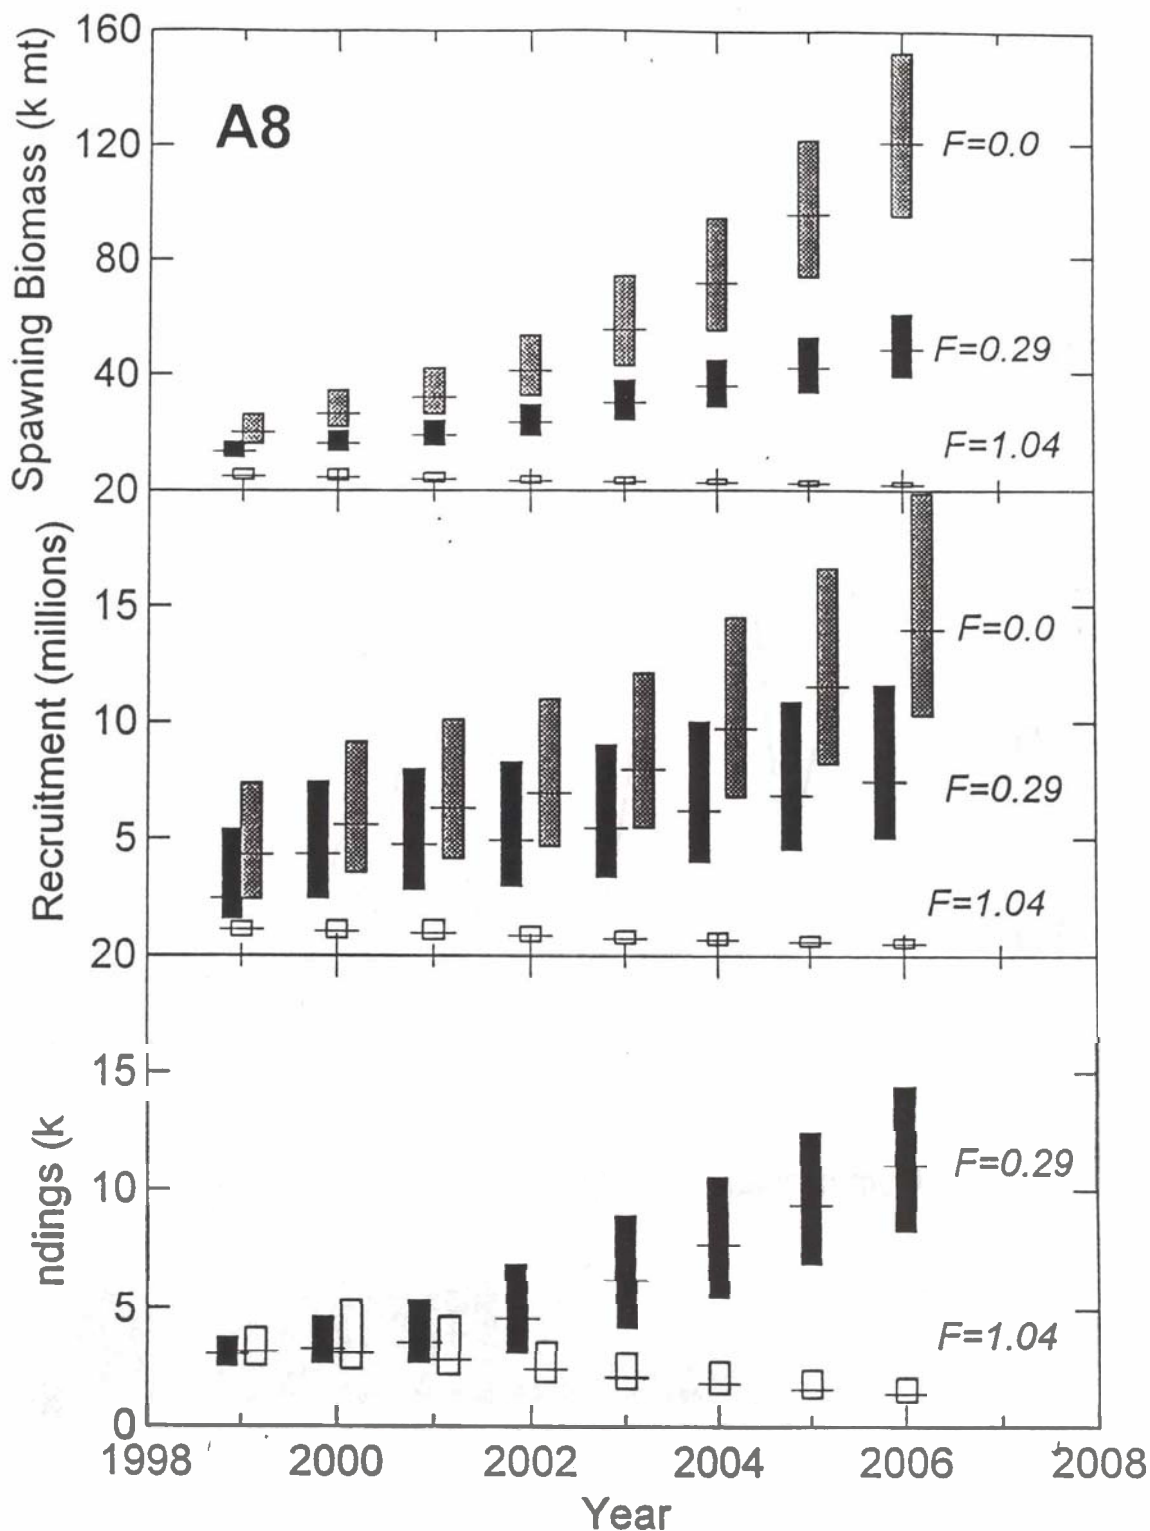 160
A8
120
F=0.0
80
F=0.29
40
F=1.04
20
Spawning Biomass (k mt)
15
F=0.0
10
F=0.29
5
F=1.04
20
Recruitment (millions)
15
F=0.29
10
5
F=1.04
0
ndings (k
1998 2000 2002 2004 2006 2008
Year